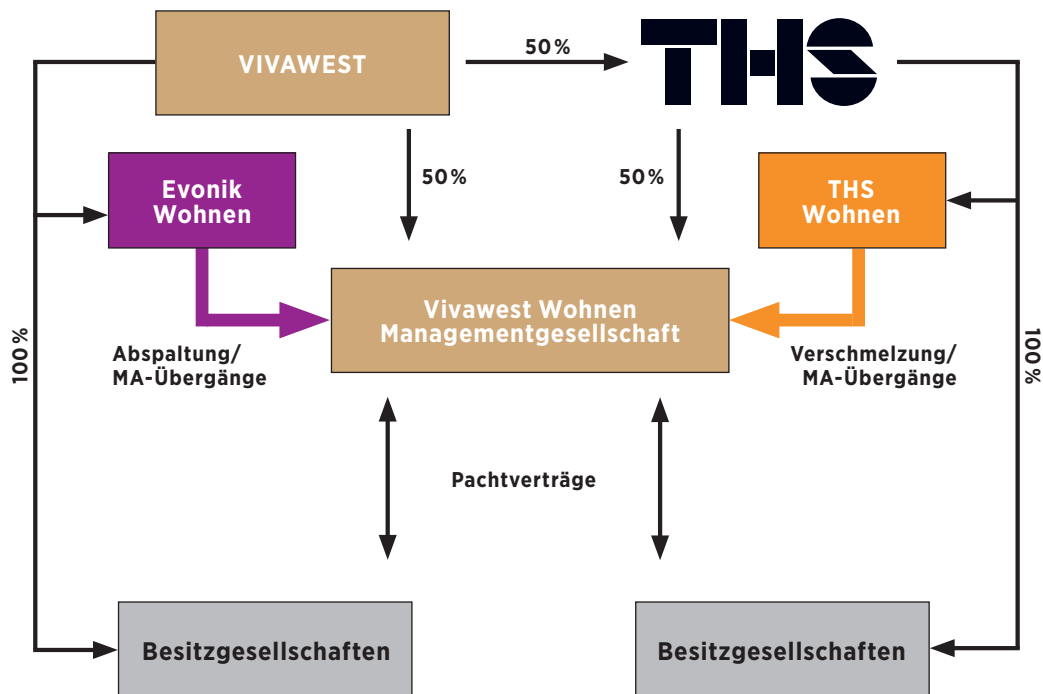 VIVAWEST
50%
THS
Evonik
Wohnen
50%
50%
THS
Wohnen
Vivawest Wohnen
Managementgesellschaft
100%
Abspaltung/
MA-Übergänge
Verschmelzung/
MA-Übergänge
100%
Pachtverträge
Besitzgesellschaften
Besitzgesellschaften